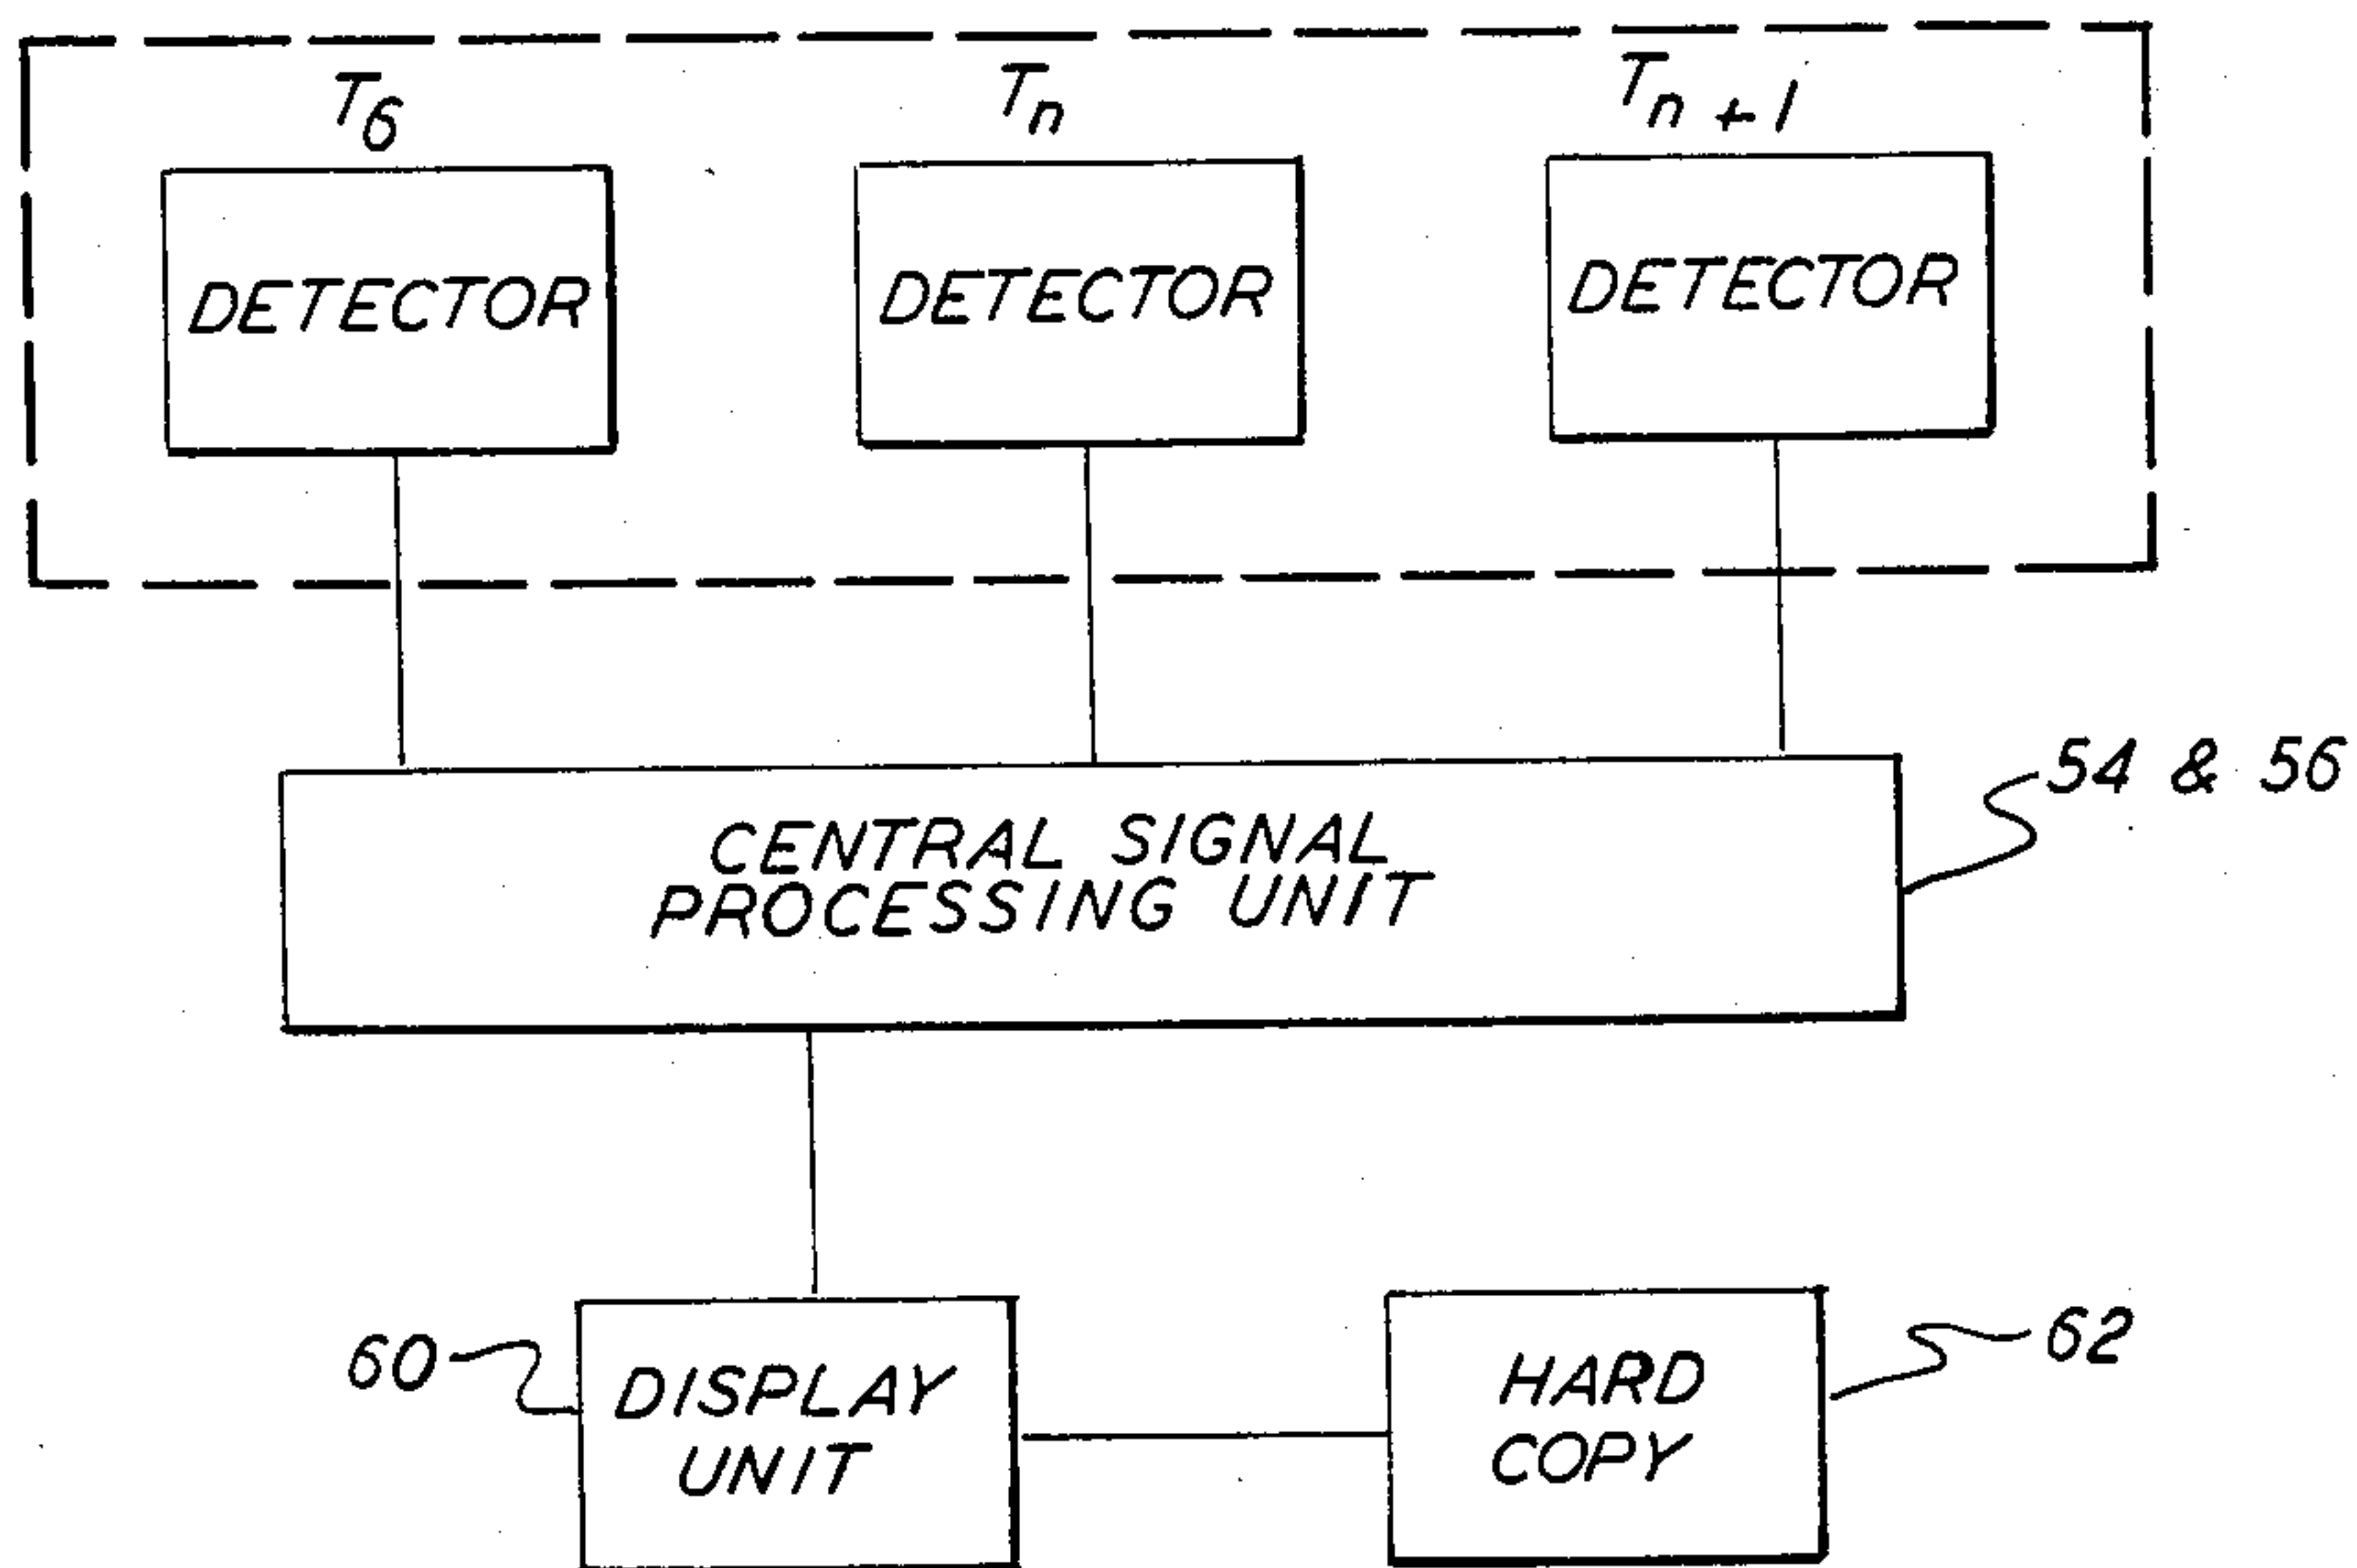 T6 Tn Tn + 1
DETECTOR DETECTOR DETECTOR
54 & 56
CENTRAL SIGNAL
PROCESSING UNIT
60
DISPLAY
UNIT
HARD
COPY
62